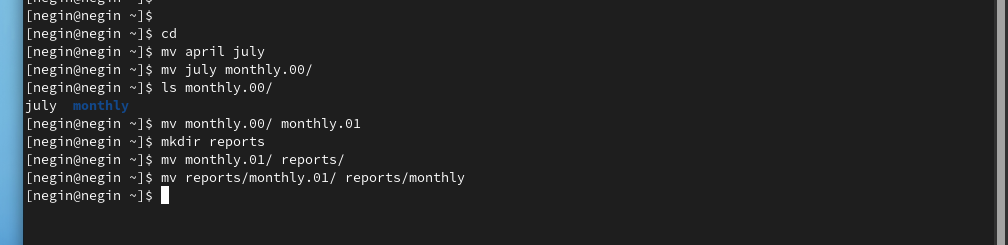 [negin@negin ~]$
[negin@negin ~]$ cd
[negin@negin ~]$ mv april july
[negin@negin ~]$ mv july monthly.00/
[negin@negin ~]$ ls monthly.00/
july  monthly
[negin@negin ~]$ mv monthly.00/ monthly.01
[negin@negin ~]$ mkdir reports
[negin@negin ~]$ mv monthly.01/ reports/
[negin@negin ~]$ mv reports/monthly.01/ reports/monthly
[negin@negin ~]$